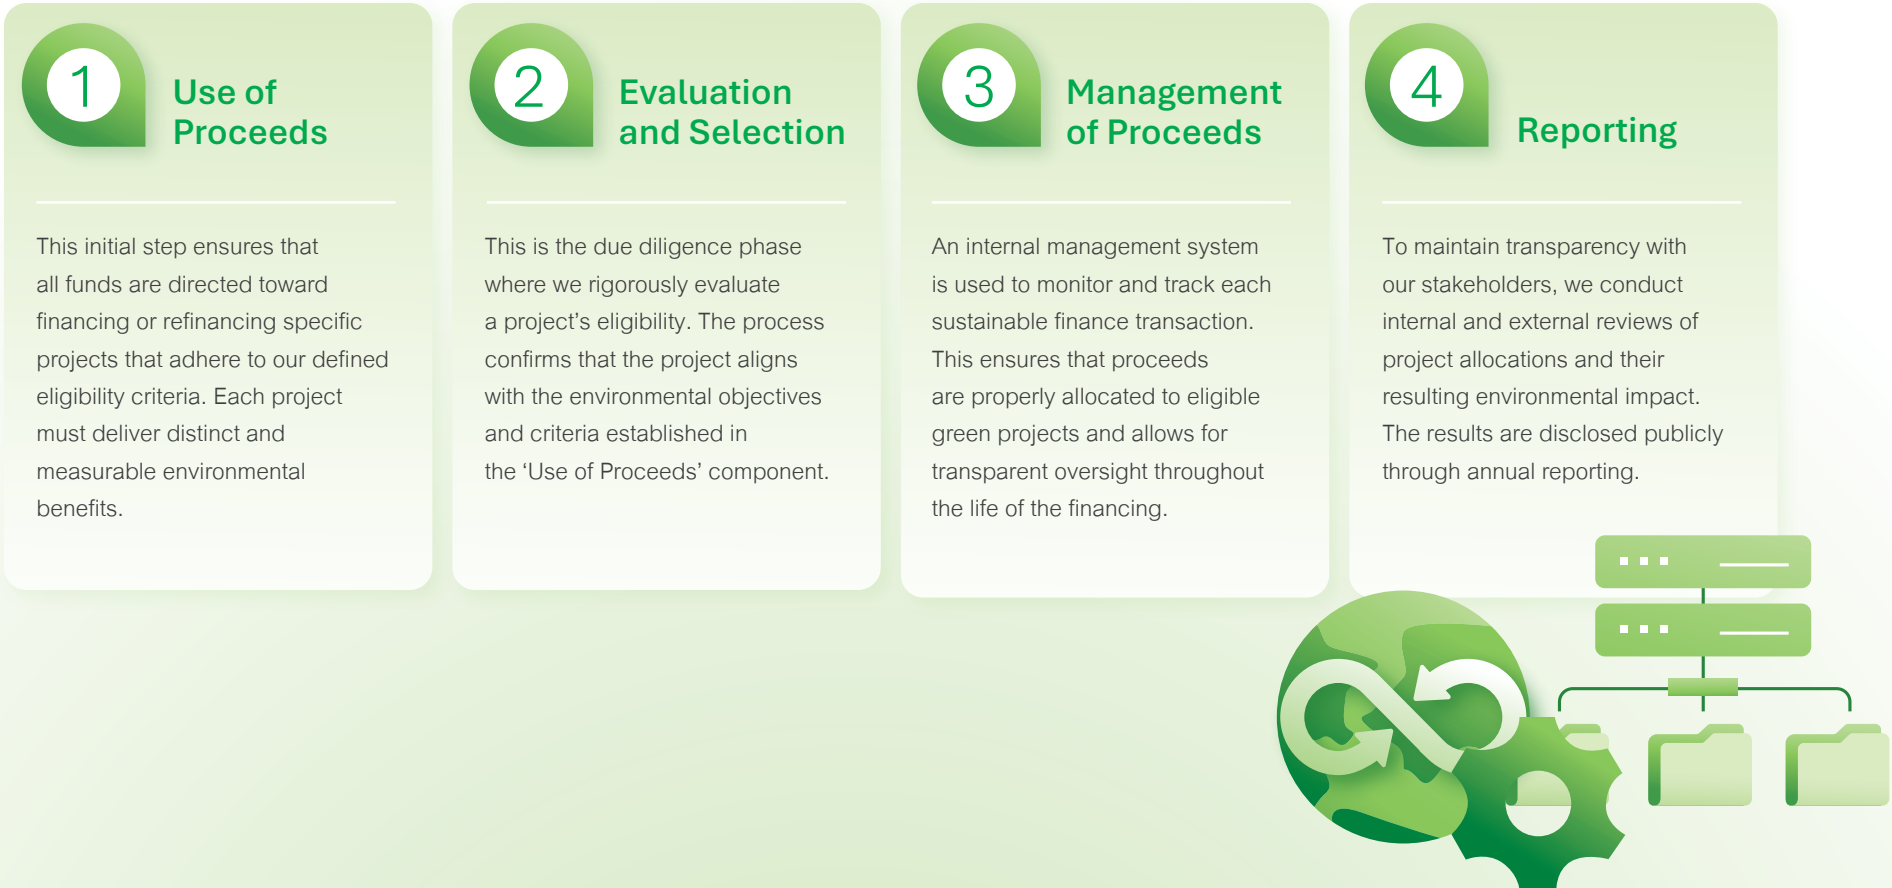 1
Use of
Proceeds
This initial step ensures that
all funds are directed toward
financing or refinancing specific
projects that adhere to our defined
eligibility criteria. Each project
must deliver distinct and
measurable environmental
benefits.
2
Evaluation
and Selection
This is the due diligence phase
where we rigorously evaluate
a project’s eligibility. The process
confirms that the project aligns
with the environmental objectives
and criteria established in
the ‘Use of Proceeds’ component.
3
Management
of Proceeds
An internal management system
is used to monitor and track each
sustainable finance transaction.
This ensures that proceeds
are properly allocated to eligible
green projects and allows for
transparent oversight throughout
the life of the financing.
4
Reporting
To maintain transparency with
our stakeholders, we conduct
internal and external reviews of
project allocations and their
resulting environmental impact.
The results are disclosed publicly
through annual reporting.